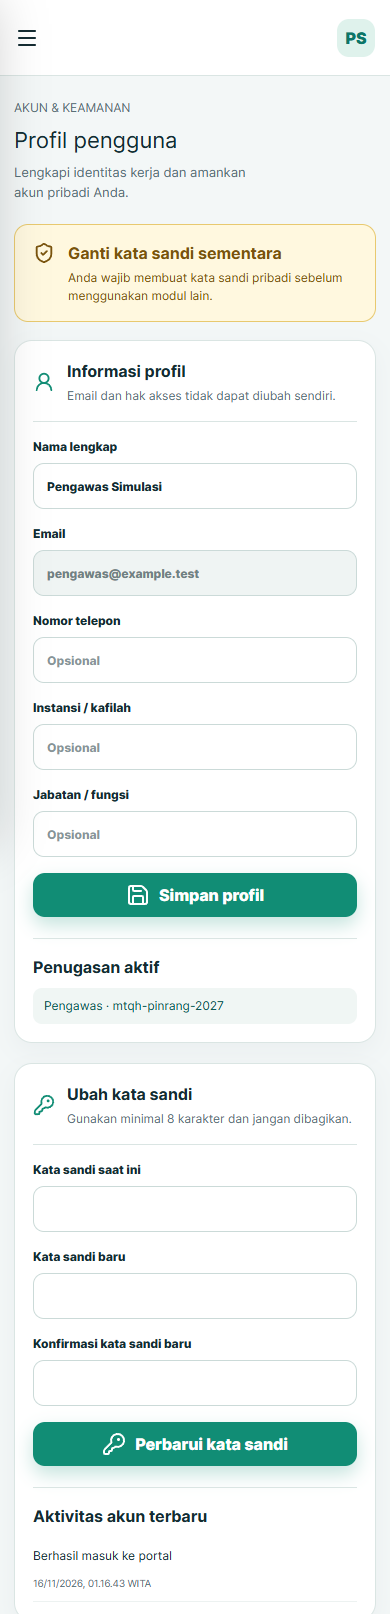 PS
AKUN & KEAMANAN
Profil pengguna
Lengkapi identitas kerja dan amankan
akun pribadi Anda.
Ganti kata sandi sementara
Anda wajib membuat kata sandi pribadi sebelum
menggunakan modul lain.
Informasi profil
Email dan hak akses tidak dapat diubah sendiri.
Nama lengkap
Pengawas Simulasi
Email
pengawas@example.test
Nomor telepon
Opsional
Instansi / kafilah
Opsional
Jabatan / fungsi
Opsional
Simpan profil
Penugasan aktif
Pengawas · mtqh-pinrang-2027
Ubah kata sandi
Gunakan minimal 8 karakter dan jangan dibagikan.
Kata sandi saat ini
Kata sandi baru
Konfirmasi kata sandi baru
Perbarui kata sandi
Aktivitas akun terbaru
Berhasil masuk ke portal
16/11/2026, 01.16.43 WITA